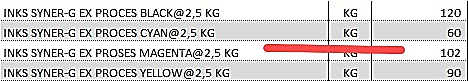 INKS SYNER-G EX PROCES BLACK@2,5 KG KG 120
INKS SYNER-G EX PROCES CYAN@2,5 KG KG 60
INKS SYNER-G EX PROSES MAGENTA@2,5 KG KG 102
INKS SYNER-G EX PROCES YELLOW@2,5 KG KG 90